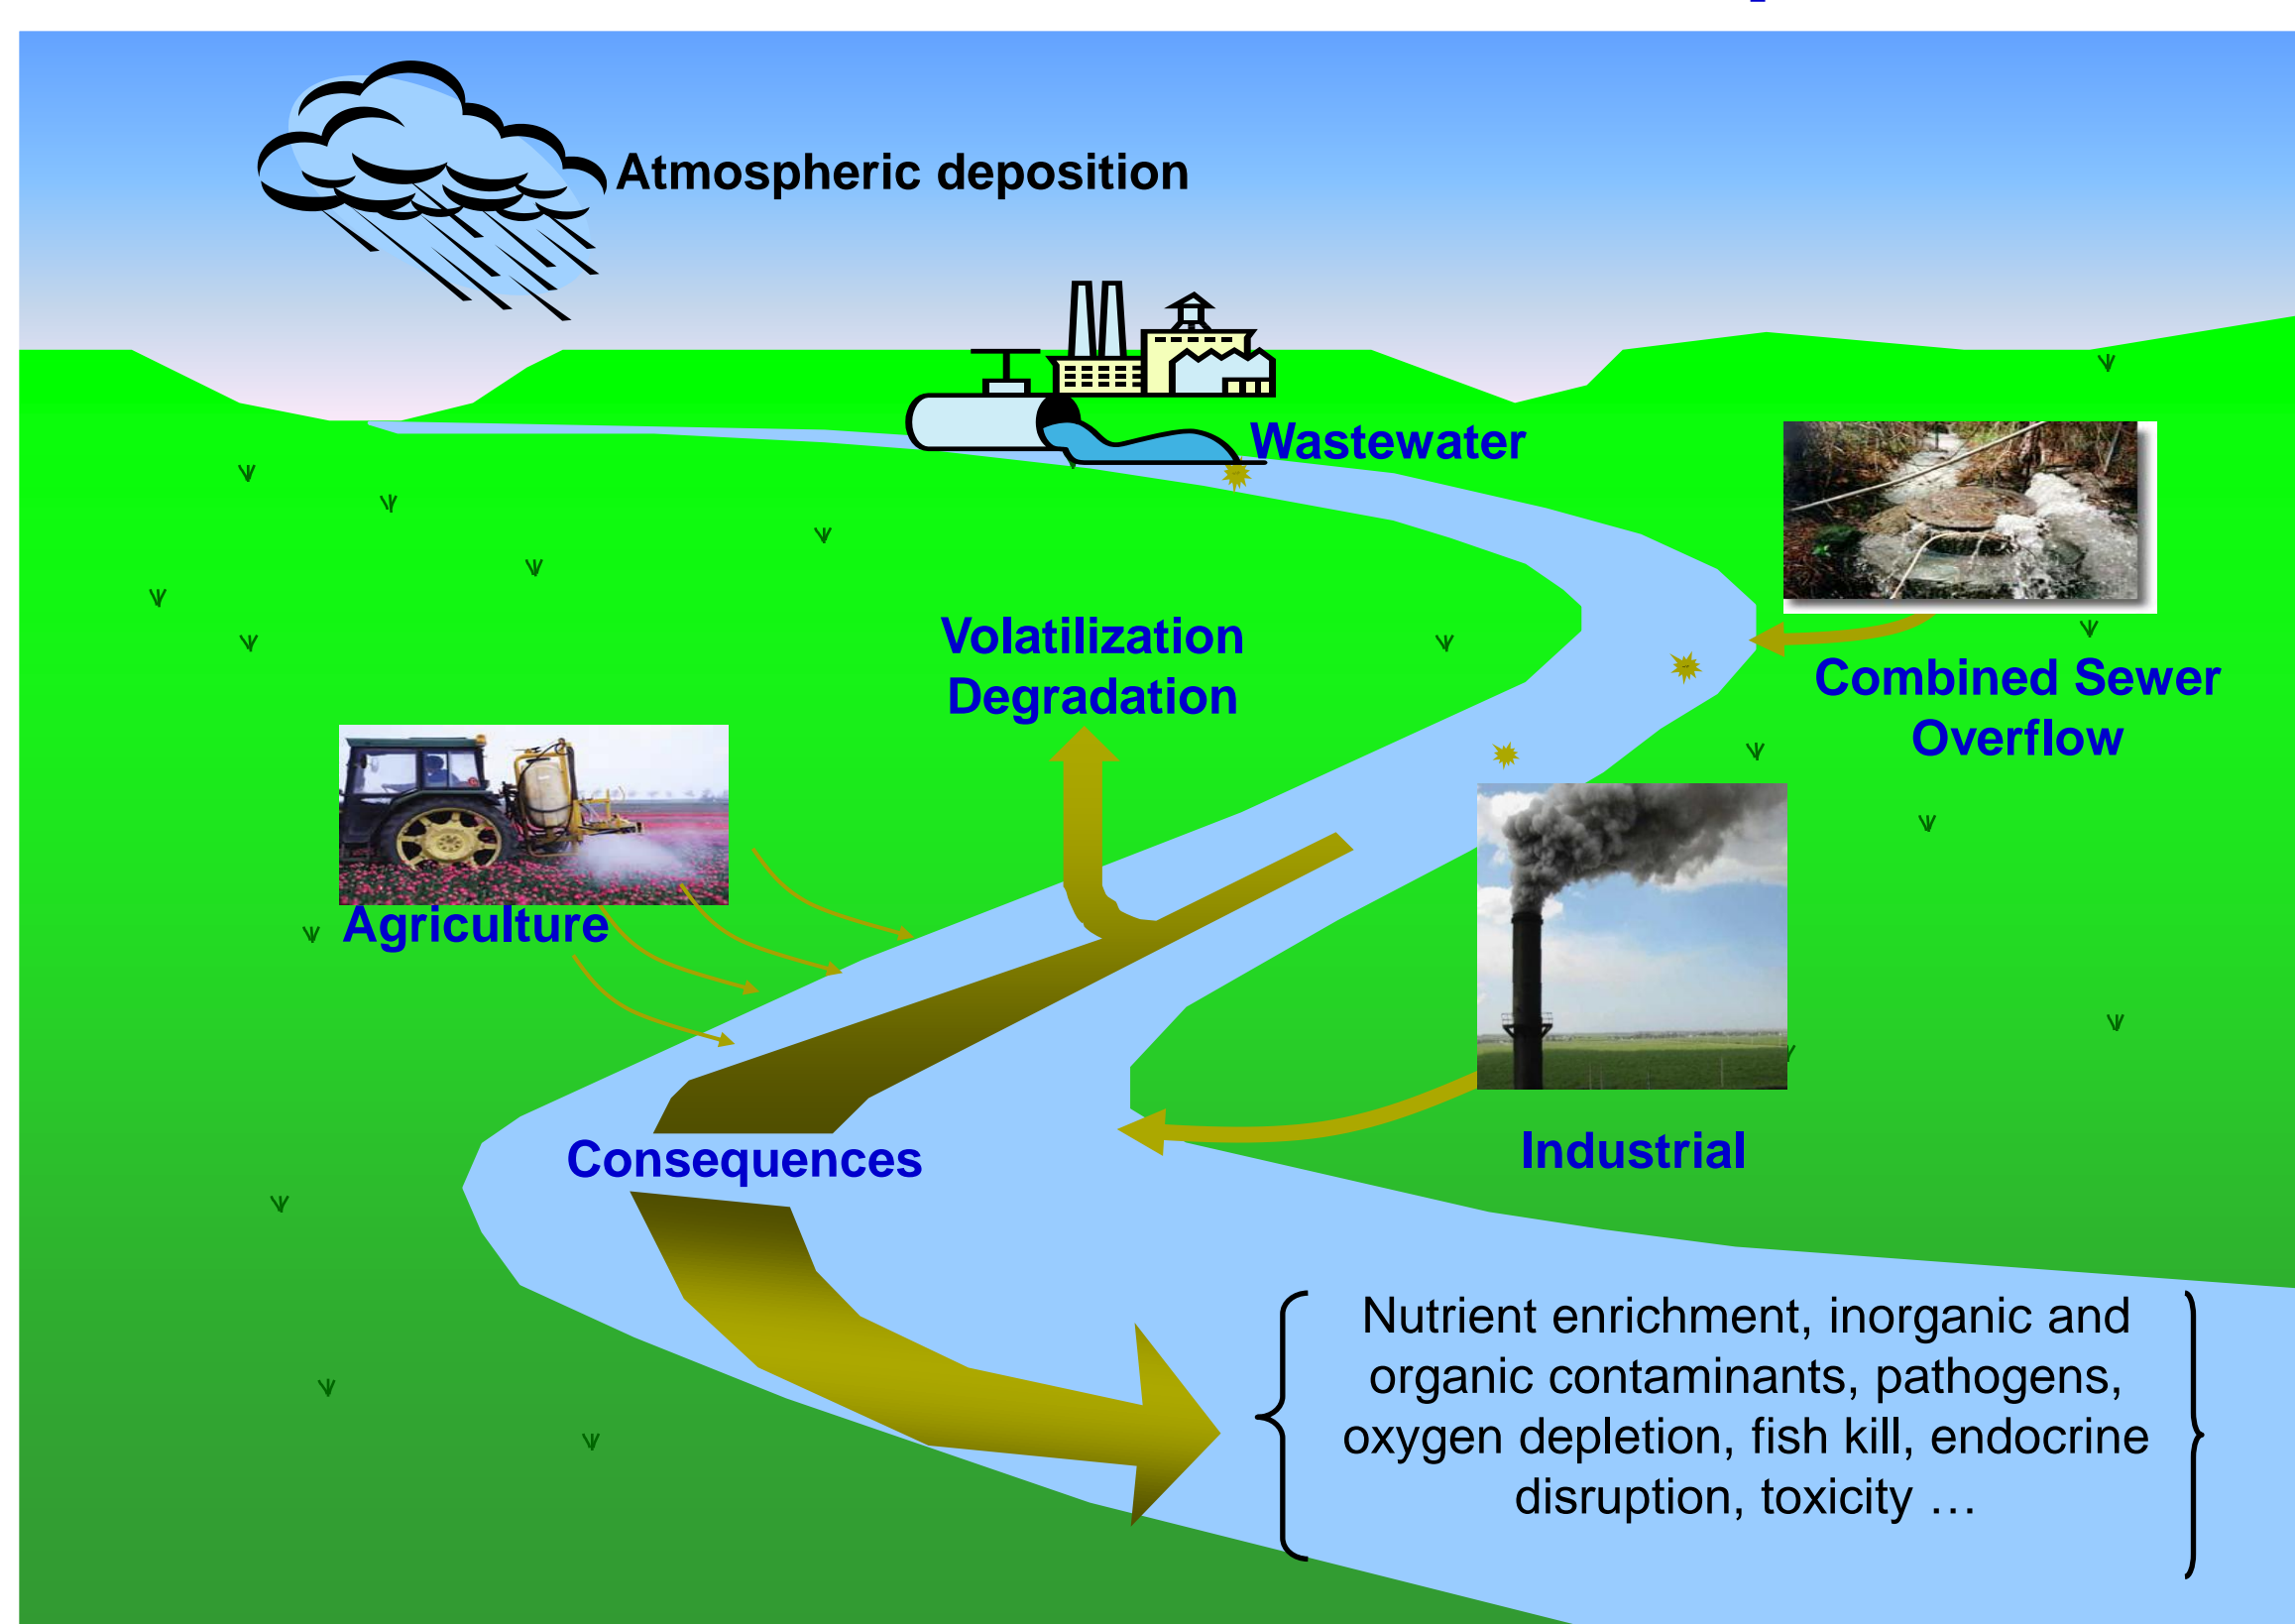 Atmospheric deposition
Wastewater
Volatilization
Degradation
Combined Sewer
Overflow
Agriculture
Industrial
Consequences
Nutrient enrichment, inorganic and
organic contaminants, pathogens,
oxygen depletion, fish kill, endocrine
disruption, toxicity …